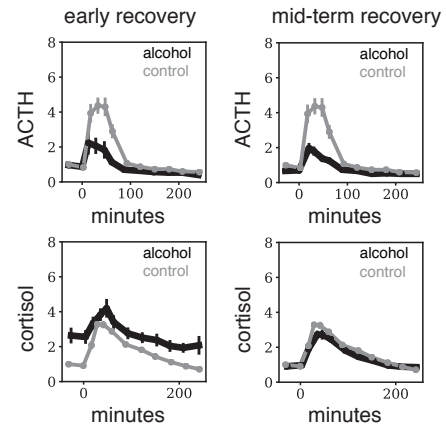 early recovery
mid-term recovery
8
6
4
2
0
ACTH
alcohol
control
0
100
200
minutes
8
6
4
2
0
ACTH
alcohol
control
0
100
200
minutes
8
6
4
2
0
cortisol
alcohol
control
0
200
minutes
8
6
4
2
0
cortisol
alcohol
control
0
200
minutes